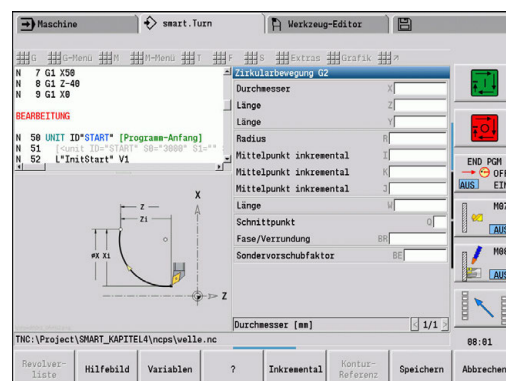 Maschine
smart.Turn
Werkzeug-Editor
G
G-Menü
M
M-Menü
T
F
S
Extras
Grafik
N 7 G1 X50
N 8 G1 Z-40
N 9 G1 X0
BEARBEITUNG
N 50 UNIT ID"START" [Programm-Anfang]
N 51 [<unit ID="START" S0="3000" S1=""
N 52 L"InitStart" V1
Zirkularbewegung G2
Durchmesser X
Länge Z
Länge Y
Radius R
Mittelpunkt inkremental I
Mittelpunkt inkremental K
Mittelpunkt inkremental J
Länge W
Schnittpunkt Q
Fase/Verrundung BR
Sondervorschubfaktor BE
X
Z
Zi
øX Xi
Z
Durchmesser [mm]
1/1
TNC:\Project\SMART_KAPITEL4\ncps\velle.nc
END PGM
OFF
AUS
EIN
AUS
AUS
08:01
Revolver-
liste
Hilfebild
Variablen
?
Inkremental
Kontur-
Referenz
Speichern
Abbrechen